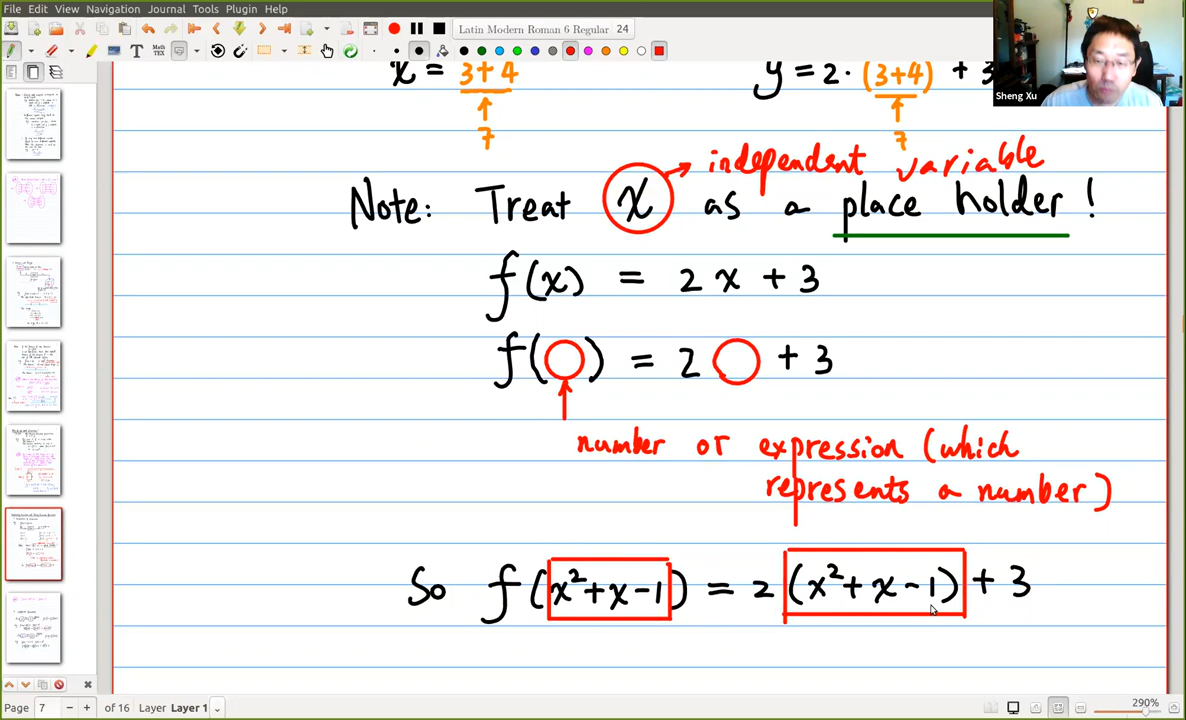 File Edit View Navigation Journal Tools Plugin Help
Latin Modern Roman 6 Regular 24
Sheng Xu
x = 3+4
y = 2·(3+4) + 3
7
7
independent variable
Note: Treat x as a place holder!
f(x) = 2x + 3
f(○) = 2○ + 3
number or expression (which
represents a number)
So f(x²+x-1) = 2(x²+x-1) + 3
Page 7 of 16 Layer Layer 1
290%